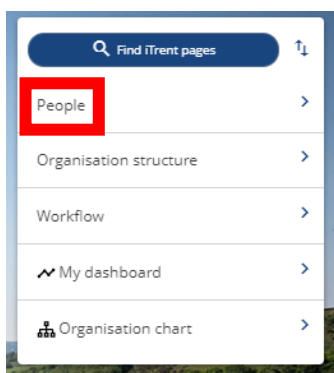 Find iTrent pages
People
Organisation structure
Workflow
My dashboard
Organisation chart